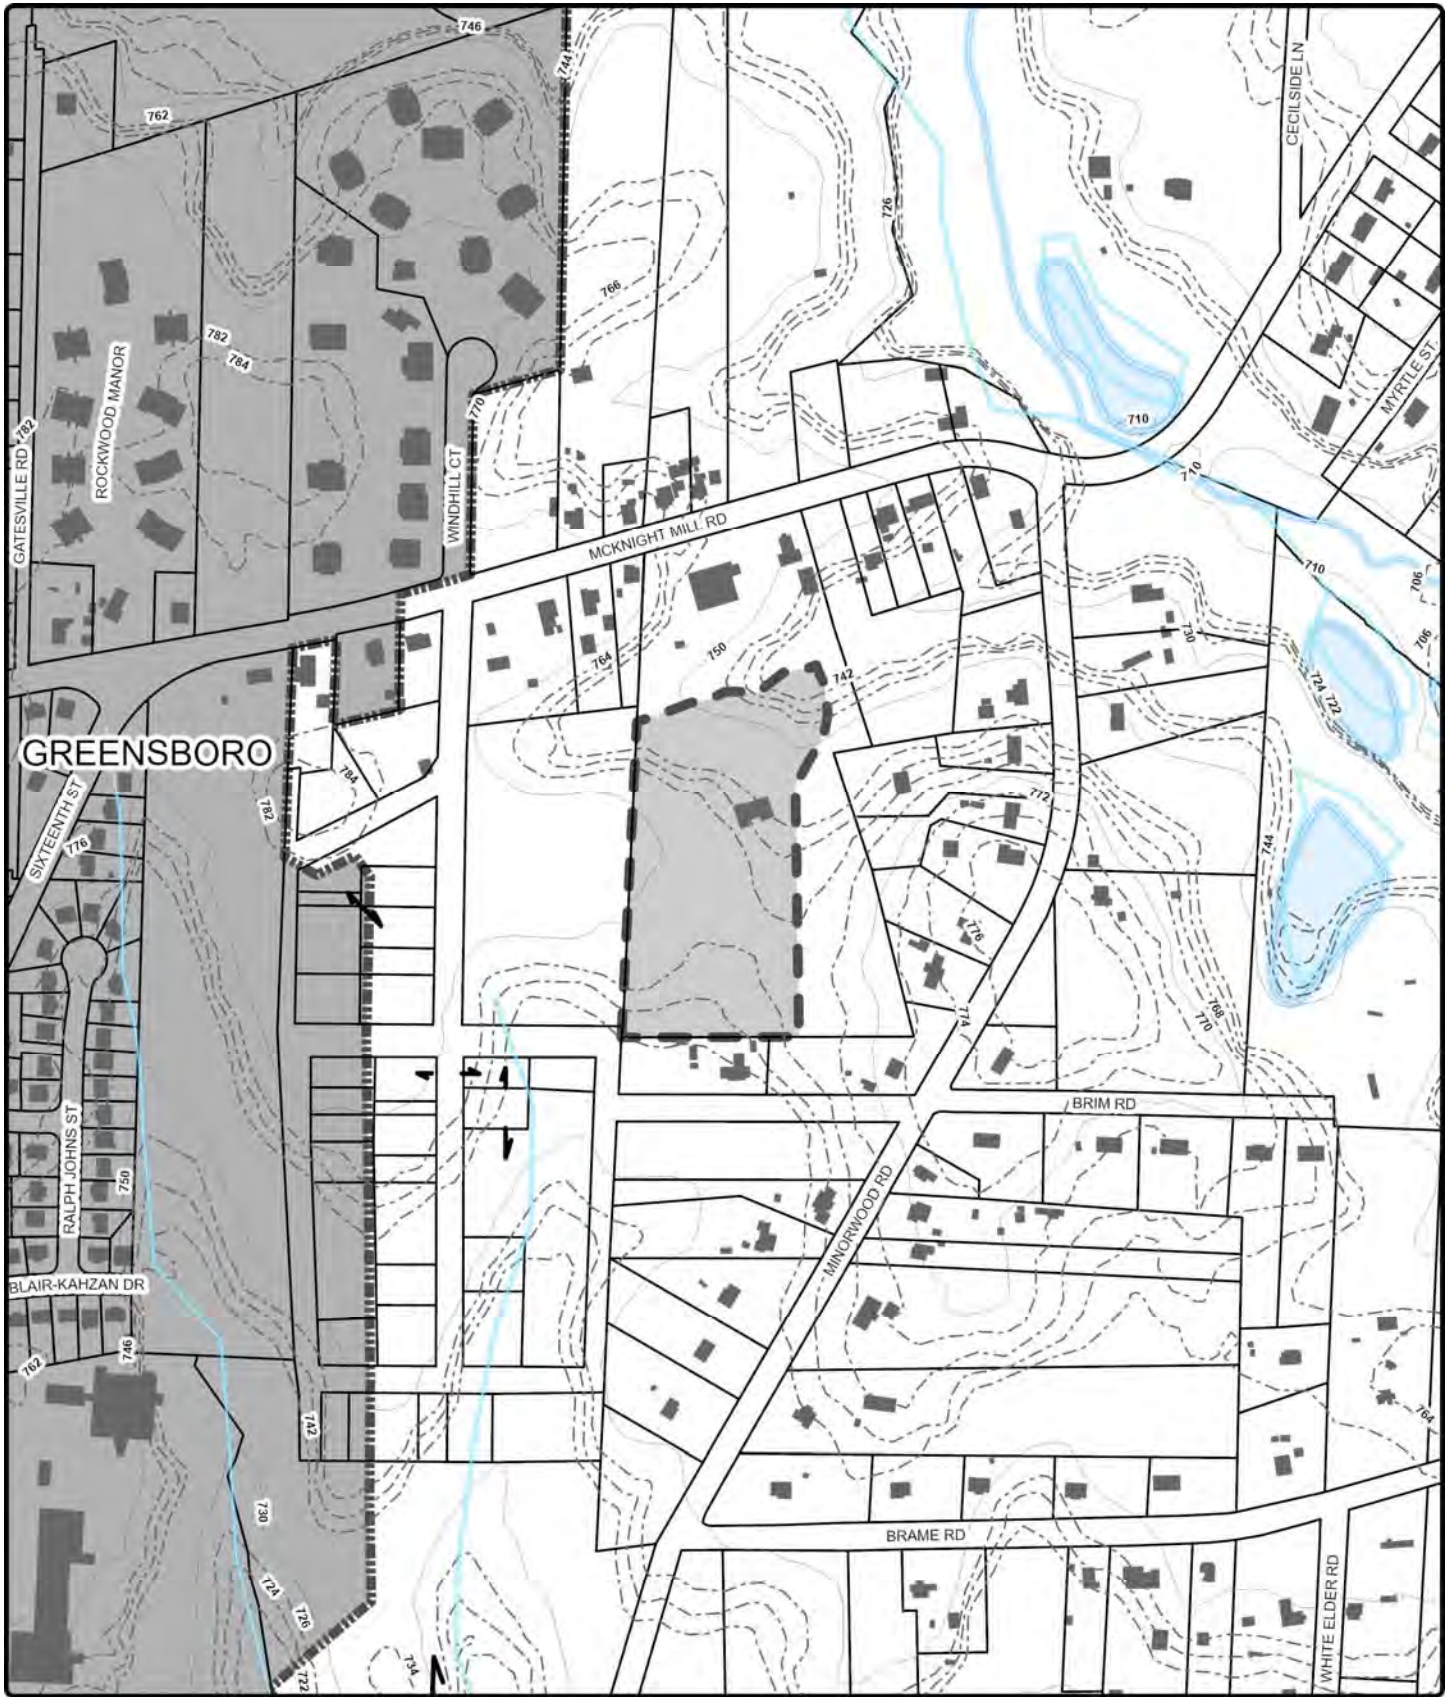 746
744
762
CECILSIDE LN
726
766
782
784
ROCKWOOD MANOR
MYRTLE ST
770
710
782
GATESVILLE RD
WINDHILL CT
710
MCKNIGHT MILL RD
710
706
730
706
764
750
742
724
722
GREENSBORO
784
782
772
744
SIXTEENTH ST
776
776
774
768
770
BRIM RD
RALPH JOHNS ST
750
MINORWOOD RD
BLAIR-KAHZAN DR
746
762
742
764
730
BRAME RD
724
726
WHITE ELDER RD
734
722